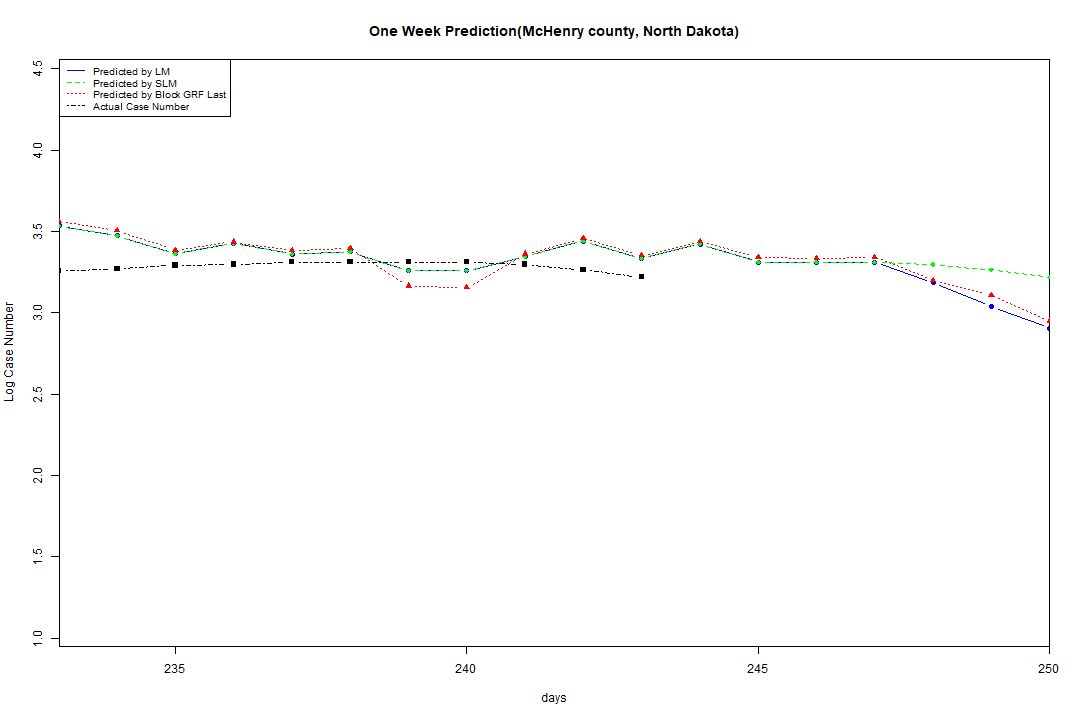 One Week Prediction(McHenry county, North Dakota)
Predicted by LM
Predicted by SLM
Predicted by Block GRF Last
Actual Case Number
4.5
4.0
3.5
3.0
2.5
2.0
1.5
1.0
Log Case Number
235 240 245 250
days